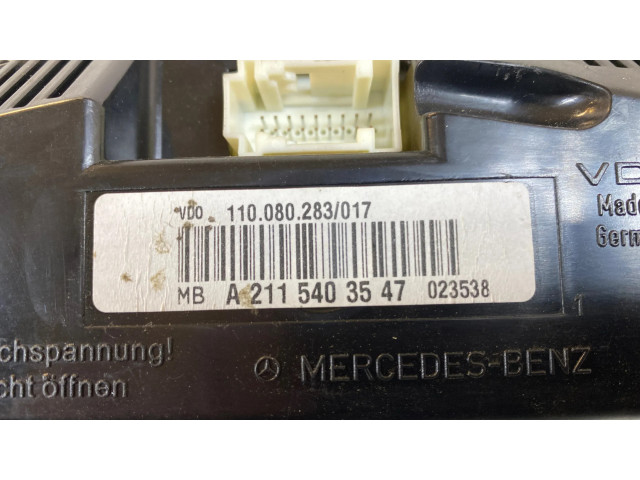 VDO 110.080.283/017
MB A 211 540 35 47 023538
VD
Made
Germ
1
chspannung!
cht öffnen
MERCEDES-BENZ